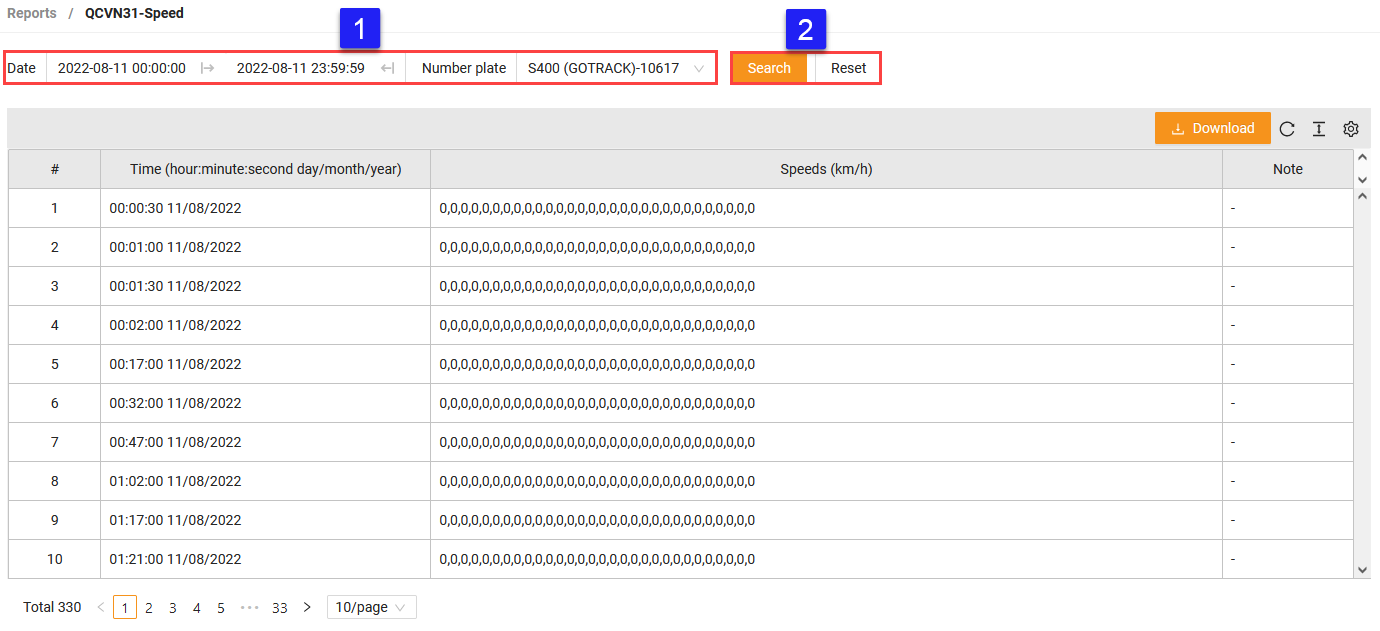 Reports / QCVN31-Speed
1
2
Date 2022-08-11 00:00:00 2022-08-11 23:59:59 Number plate S400 (GOTRACK)-10617 Search Reset
Download
# Time (hour:minute:second day/month/year) Speeds (km/h) Note
1 00:00:30 11/08/2022 0,0,0,0,0,0,0,0,0,0,0,0,0,0,0,0,0,0,0,0,0,0,0,0,0,0,0,0,0,0 -
2 00:01:00 11/08/2022 0,0,0,0,0,0,0,0,0,0,0,0,0,0,0,0,0,0,0,0,0,0,0,0,0,0,0,0,0,0 -
3 00:01:30 11/08/2022 0,0,0,0,0,0,0,0,0,0,0,0,0,0,0,0,0,0,0,0,0,0,0,0,0,0,0,0,0,0 -
4 00:02:00 11/08/2022 0,0,0,0,0,0,0,0,0,0,0,0,0,0,0,0,0,0,0,0,0,0,0,0,0,0,0,0,0,0 -
5 00:17:00 11/08/2022 0,0,0,0,0,0,0,0,0,0,0,0,0,0,0,0,0,0,0,0,0,0,0,0,0,0,0,0,0,0 -
6 00:32:00 11/08/2022 0,0,0,0,0,0,0,0,0,0,0,0,0,0,0,0,0,0,0,0,0,0,0,0,0,0,0,0,0,0 -
7 00:47:00 11/08/2022 0,0,0,0,0,0,0,0,0,0,0,0,0,0,0,0,0,0,0,0,0,0,0,0,0,0,0,0,0,0 -
8 01:02:00 11/08/2022 0,0,0,0,0,0,0,0,0,0,0,0,0,0,0,0,0,0,0,0,0,0,0,0,0,0,0,0,0,0 -
9 01:17:00 11/08/2022 0,0,0,0,0,0,0,0,0,0,0,0,0,0,0,0,0,0,0,0,0,0,0,0,0,0,0,0,0,0 -
10 01:21:00 11/08/2022 0,0,0,0,0,0,0,0,0,0,0,0,0,0,0,0,0,0,0,0,0,0,0,0,0,0,0,0,0,0 -
Total 330 < 1 2 3 4 5 ••• 33 > 10/page